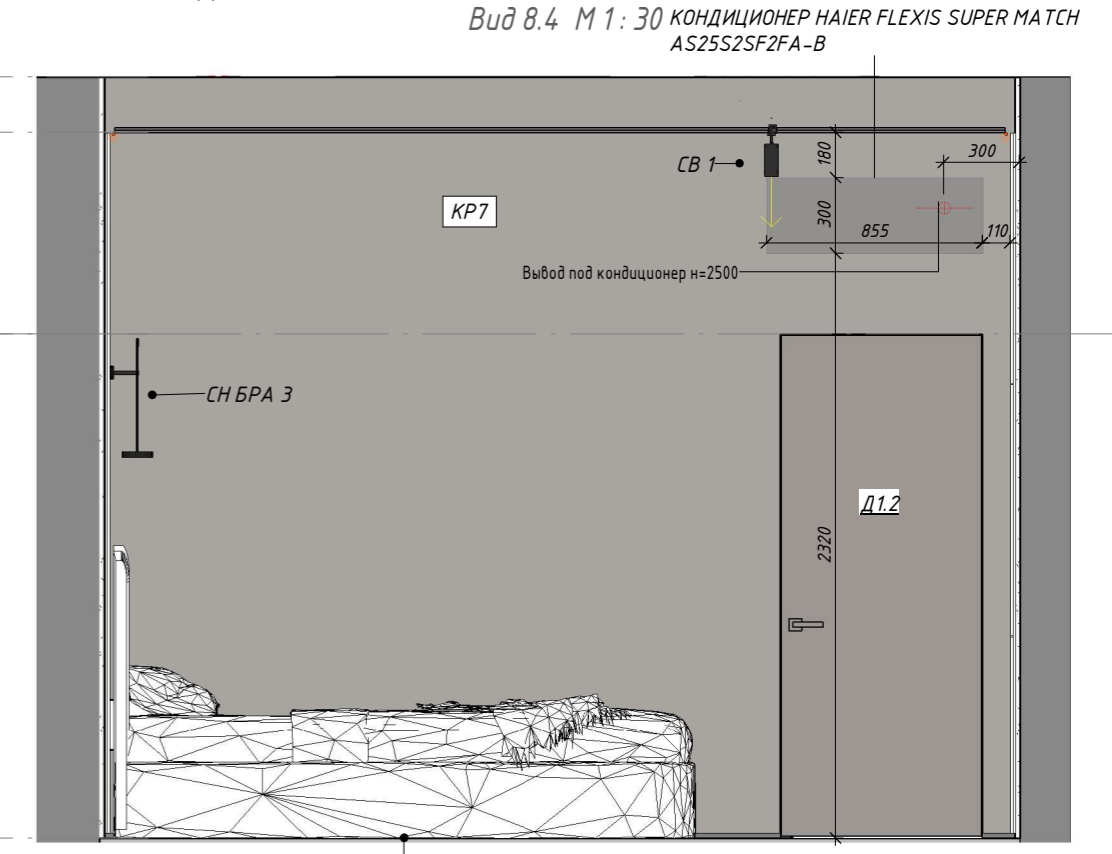 Вид 8.4 М 1 : 30 КОНДИЦИОНЕР HAIER FLEXIS SUPER MATCH
AS25S2SF2FA-B
СВ 1
180
300
КР7
300
855
110
Вывод под кондиционер н=2500
СН БРА 3
Д1.2
2320